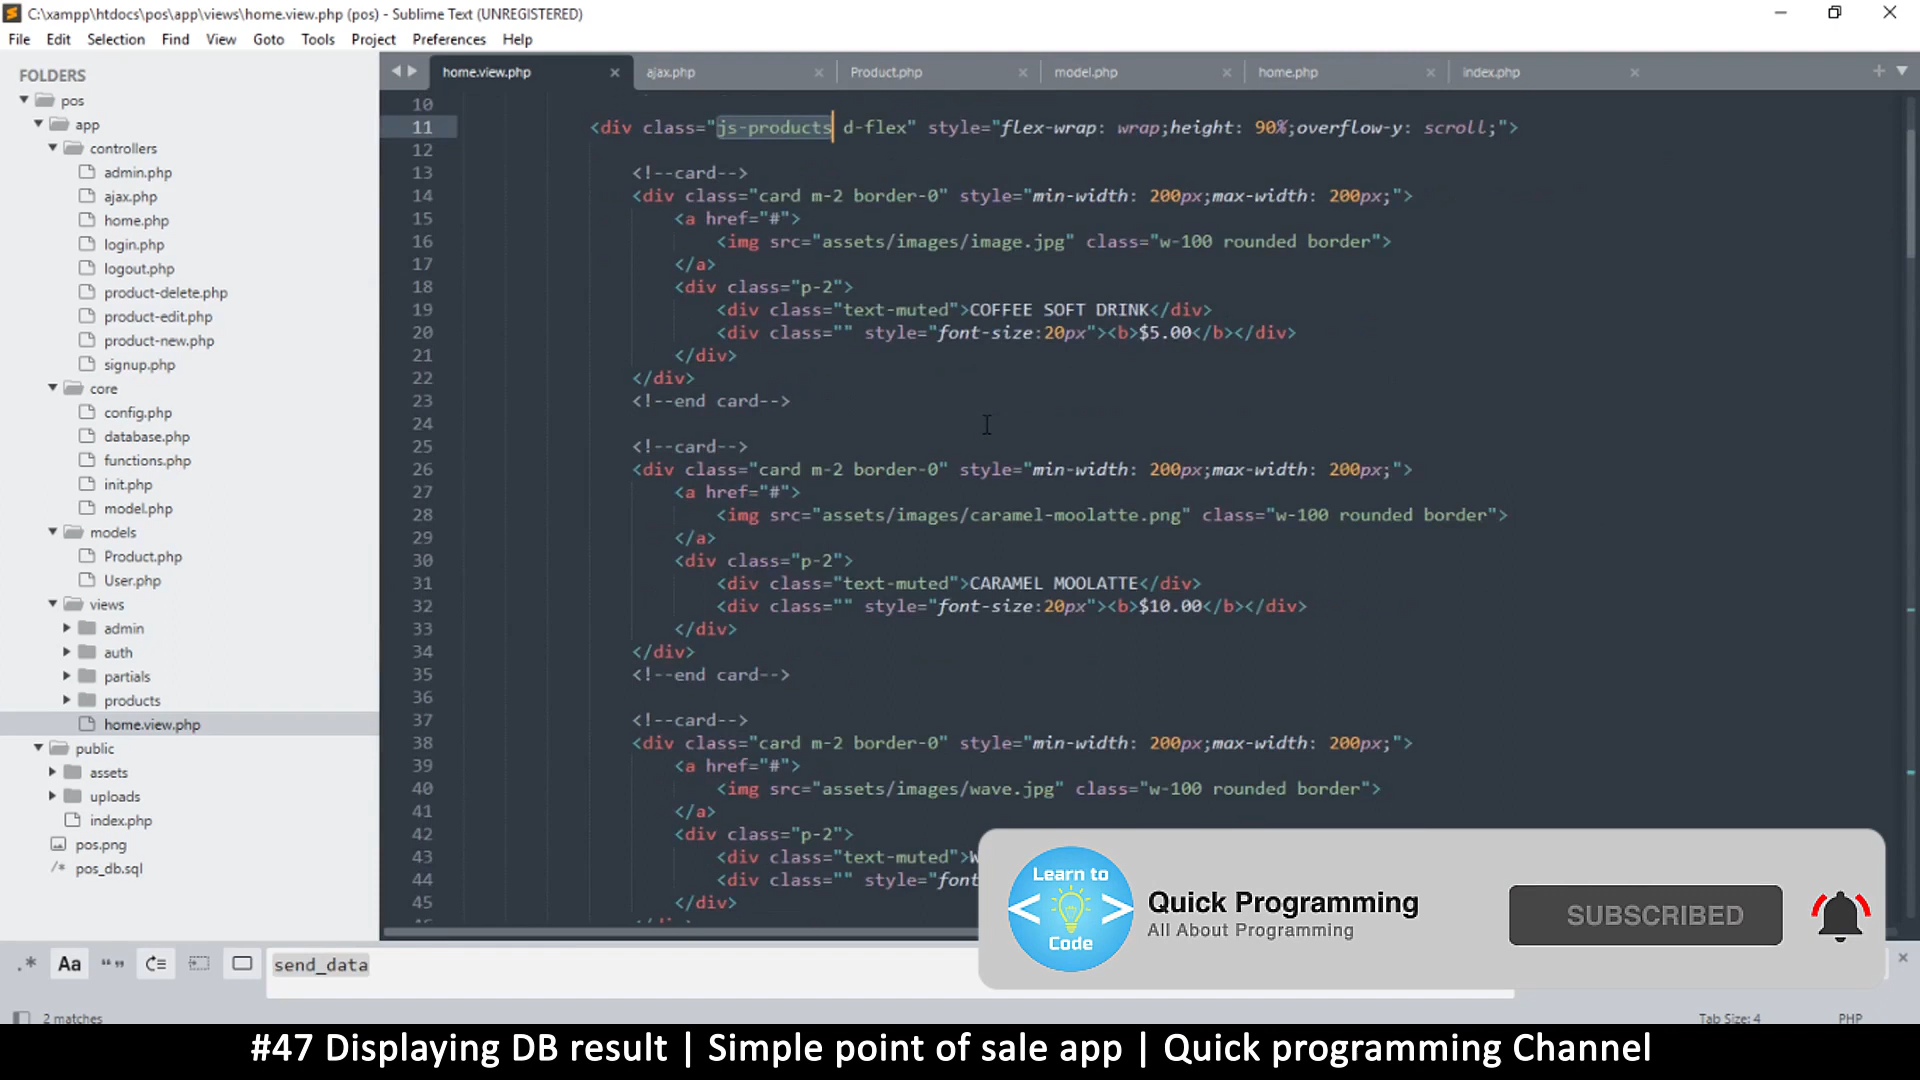 C:\xampp\htdocs\pos\app\views\home.view.php (pos) - Sublime Text (UNREGISTERED)
File Edit Selection Find View Goto Tools Project Preferences Help
FOLDERS
pos
app
controllers
admin.php
ajax.php
home.php
login.php
logout.php
product-delete.php
product-edit.php
product-new.php
signup.php
core
config.php
database.php
functions.php
init.php
model.php
models
Product.php
User.php
views
admin
auth
partials
products
home.view.php
public
assets
uploads
index.php
pos.png
/* pos_db.sql
home.view.php ajax.php Product.php model.php home.php index.php
10
11 <div class="js-products d-flex" style="flex-wrap: wrap;height: 90%;overflow-y: scroll;">
12
13 <!--card-->
14 <div class="card m-2 border-0" style="min-width: 200px;max-width: 200px;">
15 <a href="#">
16 <img src="assets/images/image.jpg" class="w-100 rounded border">
17 </a>
18 <div class="p-2">
19 <div class="text-muted">COFFEE SOFT DRINK</div>
20 <div class="" style="font-size:20px"><b>$5.00</b></div>
21 </div>
22 </div>
23 <!--end card-->
24
25 <!--card-->
26 <div class="card m-2 border-0" style="min-width: 200px;max-width: 200px;">
27 <a href="#">
28 <img src="assets/images/caramel-moolatte.png" class="w-100 rounded border">
29 </a>
30 <div class="p-2">
31 <div class="text-muted">CARAMEL MOOLATTE</div>
32 <div class="" style="font-size:20px"><b>$10.00</b></div>
33 </div>
34 </div>
35 <!--end card-->
36
37 <!--card-->
38 <div class="card m-2 border-0" style="min-width: 200px;max-width: 200px;">
39 <a href="#">
40 <img src="assets/images/wave.jpg" class="w-100 rounded border">
41 </a>
42 <div class="p-2">
43 <div class="text-muted">
44 <div class="" style="font
45 </div>
Learn to
< >
Code
Quick Programming
All About Programming
SUBSCRIBED
.* Aa “” send_data
2 matches
Tab Size: 4 PHP
#47 Displaying DB result | Simple point of sale app | Quick programming Channel